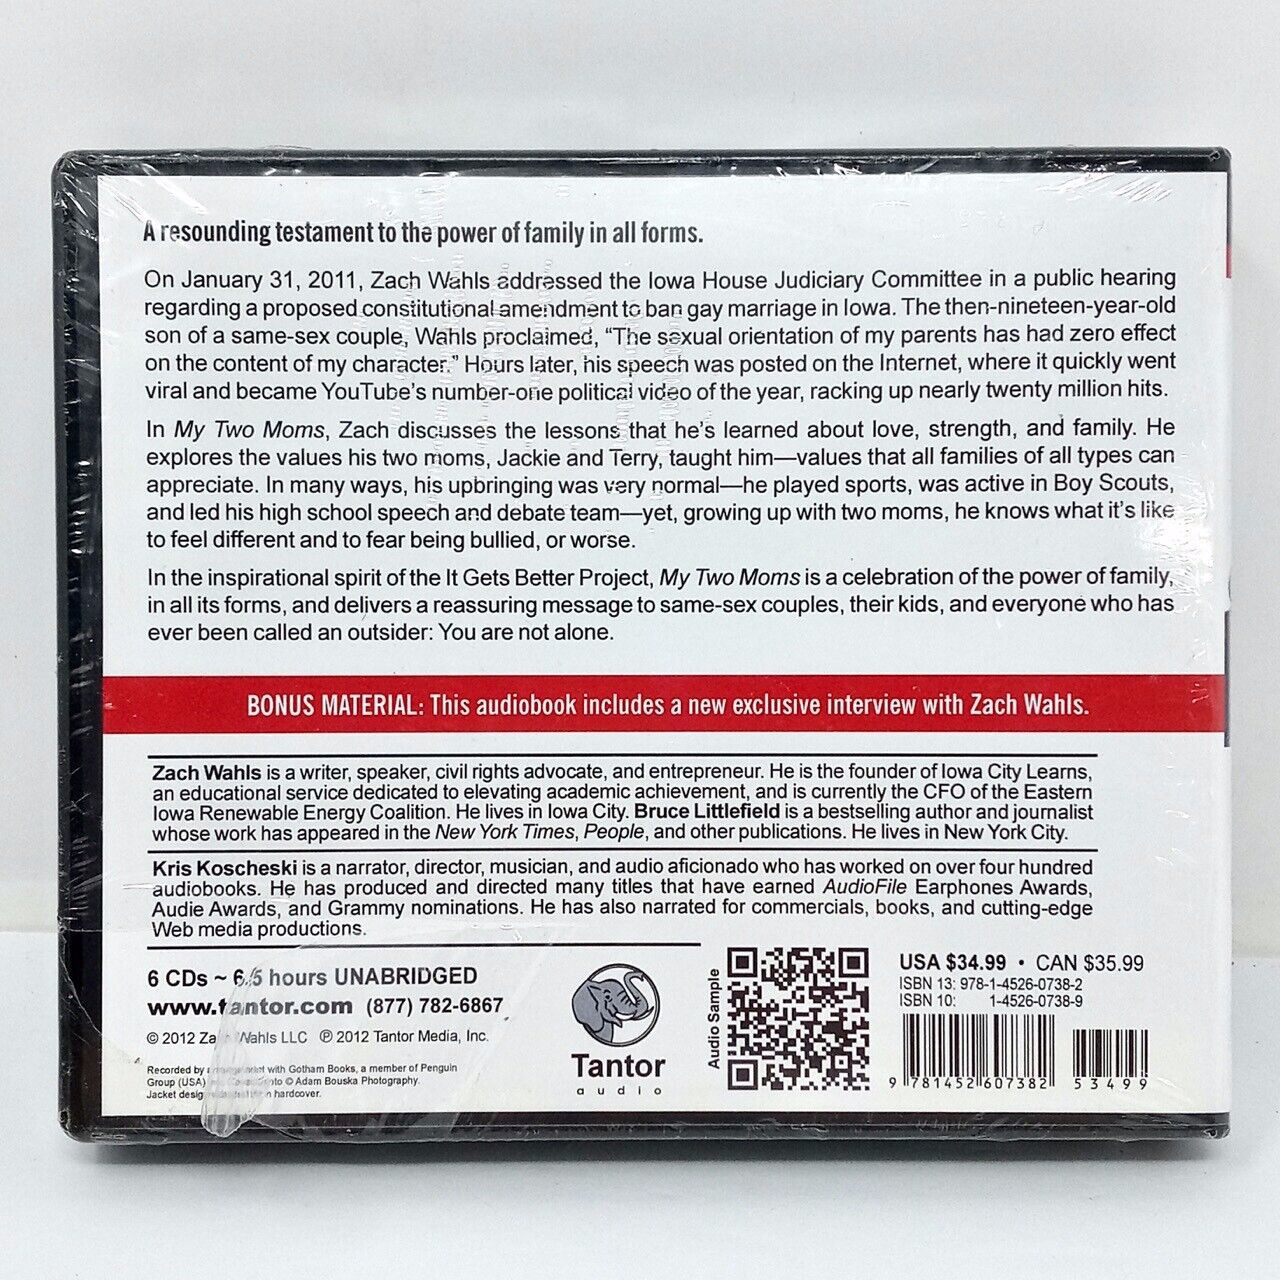 A resounding testament to the power of family in all forms.
On January 31, 2011, Zach Wahls addressed the Iowa House Judiciary Committee in a public hearing
regarding a proposed constitutional amendment to ban gay marriage in Iowa. The then-nineteen-year-old
son of a same-sex couple, Wahls proclaimed, “The sexual orientation of my parents has had zero effect
on the content of my character.” Hours later, his speech was posted on the Internet, where it quickly went
viral and became YouTube’s number-one political video of the year, racking up nearly twenty million hits.
In My Two Moms, Zach discusses the lessons that he’s learned about love, strength, and family. He
explores the values his two moms, Jackie and Terry, taught him—values that all families of all types can
appreciate. In many ways, his upbringing was very normal—he played sports, was active in Boy Scouts,
and led his high school speech and debate team—yet, growing up with two moms, he knows what it’s like
to feel different and to fear being bullied, or worse.
In the inspirational spirit of the It Gets Better Project, My Two Moms is a celebration of the power of family,
in all its forms, and delivers a reassuring message to same-sex couples, their kids, and everyone who has
ever been called an outsider: You are not alone.
BONUS MATERIAL: This audiobook includes a new exclusive interview with Zach Wahls.
Zach Wahls is a writer, speaker, civil rights advocate, and entrepreneur. He is the founder of Iowa City Learns,
an educational service dedicated to elevating academic achievement, and is currently the CFO of the Eastern
Iowa Renewable Energy Coalition. He lives in Iowa City. Bruce Littlefield is a bestselling author and journalist
whose work has appeared in the New York Times, People, and other publications. He lives in New York City.
Kris Koscheski is a narrator, director, musician, and audio aficionado who has worked on over four hundred
audiobooks. He has produced and directed many titles that have earned AudioFile Earphones Awards,
Audie Awards, and Grammy nominations. He has also narrated for commercials, books, and cutting-edge
Web media productions.
6 CDs ~ 6.5 hours UNABRIDGED
www.tantor.com (877) 782-6867
© 2012 Zach Wahls LLC ℗ 2012 Tantor Media, Inc.
Recorded by with Gotham Books, a member of Penguin
Group (USA) © Adam Bouska Photography.
Jacket design hardcover.
Tantor
audio
Audio Sample
USA $34.99 • CAN $35.99
ISBN 13: 978-1-4526-0738-2
ISBN 10: 1-4526-0738-9
9 781452 607382
53499